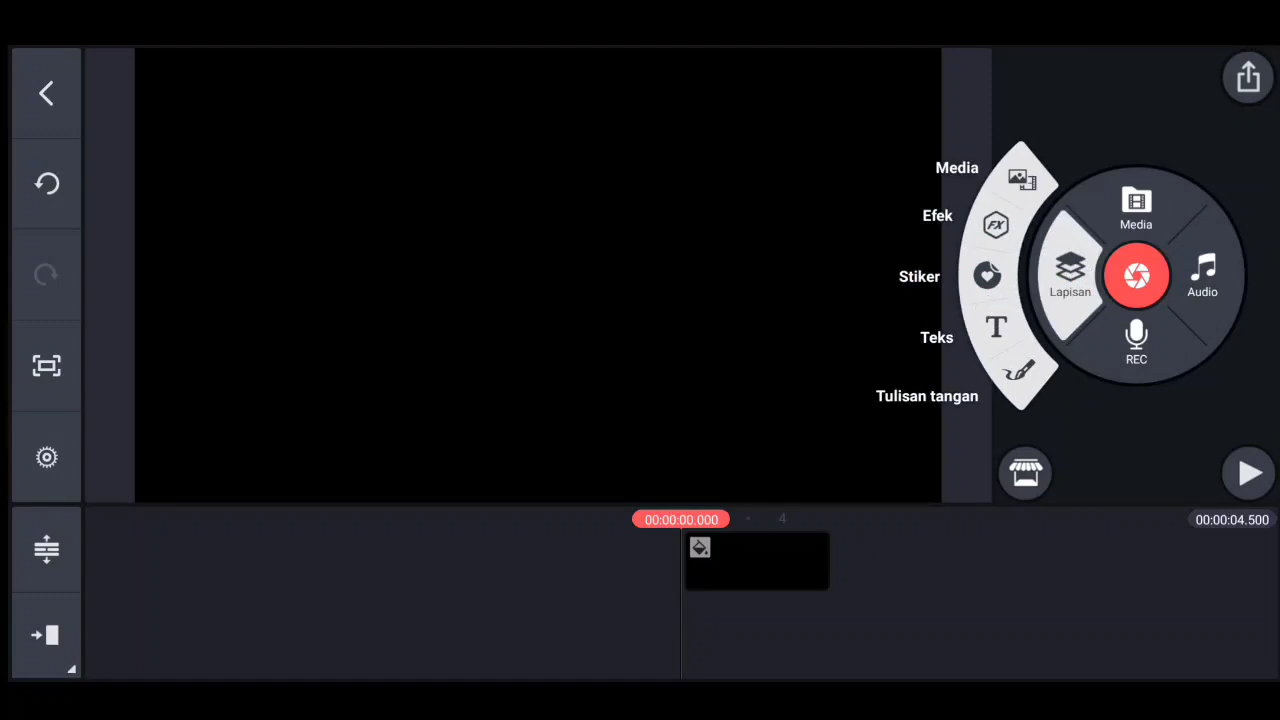 Media
Efek
Stiker
Teks
Tulisan tangan
FX
T
Media
Lapisan
Audio
REC
00:00:00.000
4
00:00:04.500